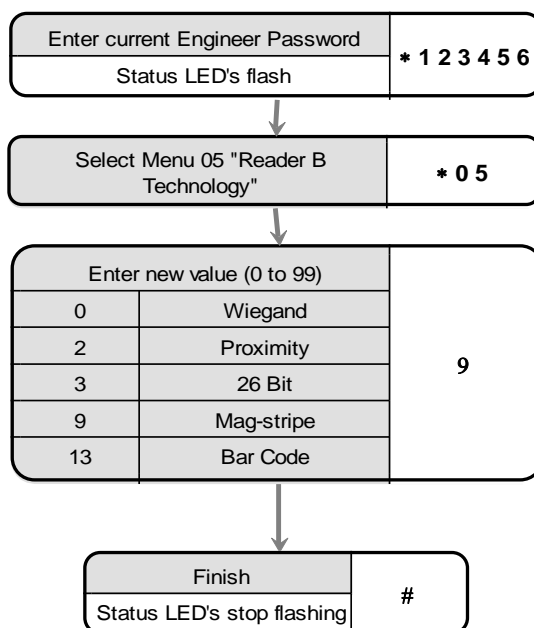 Enter current Engineer Password
Status LED's flash
* 1 2 3 4 5 6
Select Menu 05 "Reader B
Technology"
* 0 5
Enter new value (0 to 99)
0 Wiegand
2 Proximity
3 26 Bit
9 Mag-stripe
13 Bar Code
9
Finish
Status LED's stop flashing
#